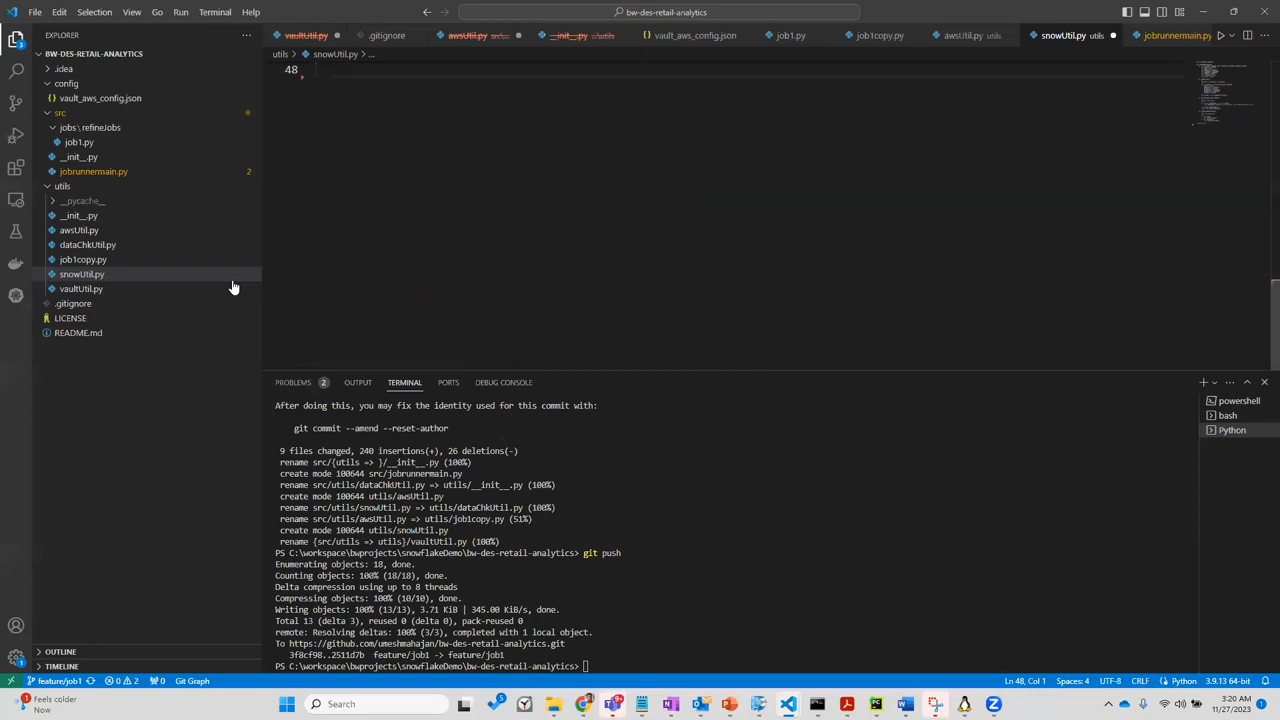 File Edit Selection View Go Run Terminal Help
bw-des-retail-analytics
EXPLORER
vaultUtil.py
.gitignore
awsUtil.py src\...
__init__.py ...\utils
vault_aws_config.json
job1.py
job1copy.py
awsUtil.py utils
snowUtil.py utils
jobrunnermain.py
utils > snowUtil.py > ...
BW-DES-RETAIL-ANALYTICS
.idea
config
vault_aws_config.json
src
jobs \ refineJobs
job1.py
__init__.py
jobrunnermain.py 2
utils
__pycache__
__init__.py
awsUtil.py
dataChkUtil.py
job1copy.py
snowUtil.py
vaultUtil.py
.gitignore
LICENSE
README.md
OUTLINE
TIMELINE
48
PROBLEMS 2 OUTPUT TERMINAL PORTS DEBUG CONSOLE
powershell
bash
Python
After doing this, you may fix the identity used for this commit with:
git commit --amend --reset-author
9 files changed, 240 insertions(+), 26 deletions(-)
rename src/{utils => }/__init__.py (100%)
create mode 100644 src/jobrunnermain.py
rename src/utils/dataChkUtil.py => utils/__init__.py (100%)
create mode 100644 utils/awsUtil.py
rename src/utils/snowUtil.py => utils/dataChkUtil.py (100%)
rename src/utils/awsUtil.py => utils/job1copy.py (51%)
create mode 100644 utils/snowUtil.py
rename {src/utils => utils}/vaultUtil.py (100%)
PS C:\workspace\bwprojects\snowflakeDemo\bw-des-retail-analytics> git push
Enumerating objects: 18, done.
Counting objects: 100% (18/18), done.
Delta compression using up to 8 threads
Compressing objects: 100% (10/10), done.
Writing objects: 100% (13/13), 3.71 KiB | 345.00 KiB/s, done.
Total 13 (delta 3), reused 0 (delta 0), pack-reused 0
remote: Resolving deltas: 100% (3/3), completed with 1 local object.
To https://github.com/umeshmahajan/bw-des-retail-analytics.git
3f8cf98..2511d7b feature/job1 -> feature/job1
PS C:\workspace\bwprojects\snowflakeDemo\bw-des-retail-analytics>
feature/job1 0 2 0 Git Graph
Ln 48, Col 1 Spaces: 4 UTF-8 CRLF Python 3.9.13 64-bit
Feels colder
Now
Search
9+
3:20 AM
11/27/2023